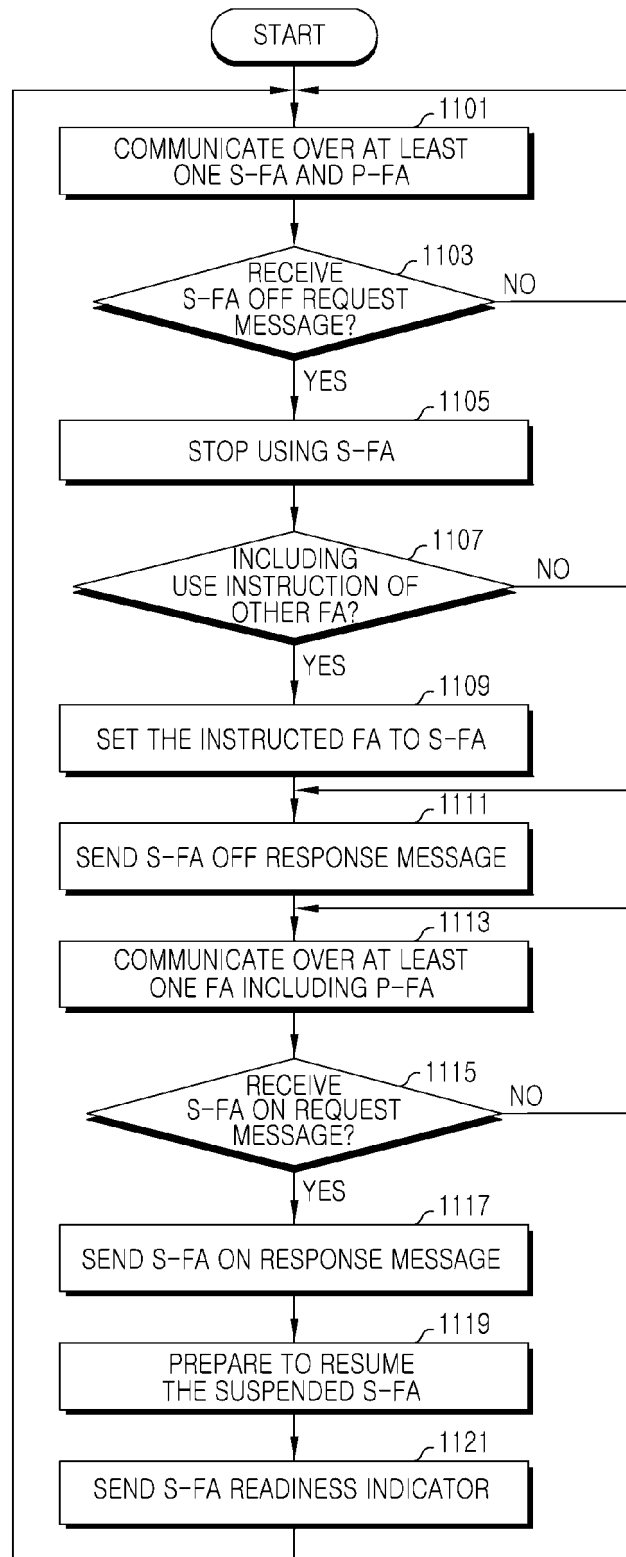 START
1101
COMMUNICATE OVER AT LEAST
ONE S-FA AND P-FA
1103
RECEIVE
S-FA OFF REQUEST
MESSAGE?
NO
YES
1105
STOP USING S-FA
1107
INCLUDING
USE INSTRUCTION OF
OTHER FA?
NO
YES
1109
SET THE INSTRUCTED FA TO S-FA
1111
SEND S-FA OFF RESPONSE MESSAGE
1113
COMMUNICATE OVER AT LEAST
ONE FA INCLUDING P-FA
1115
RECEIVE
S-FA ON REQUEST
MESSAGE?
NO
YES
1117
SEND S-FA ON RESPONSE MESSAGE
1119
PREPARE TO RESUME
THE SUSPENDED S-FA
1121
SEND S-FA READINESS INDICATOR